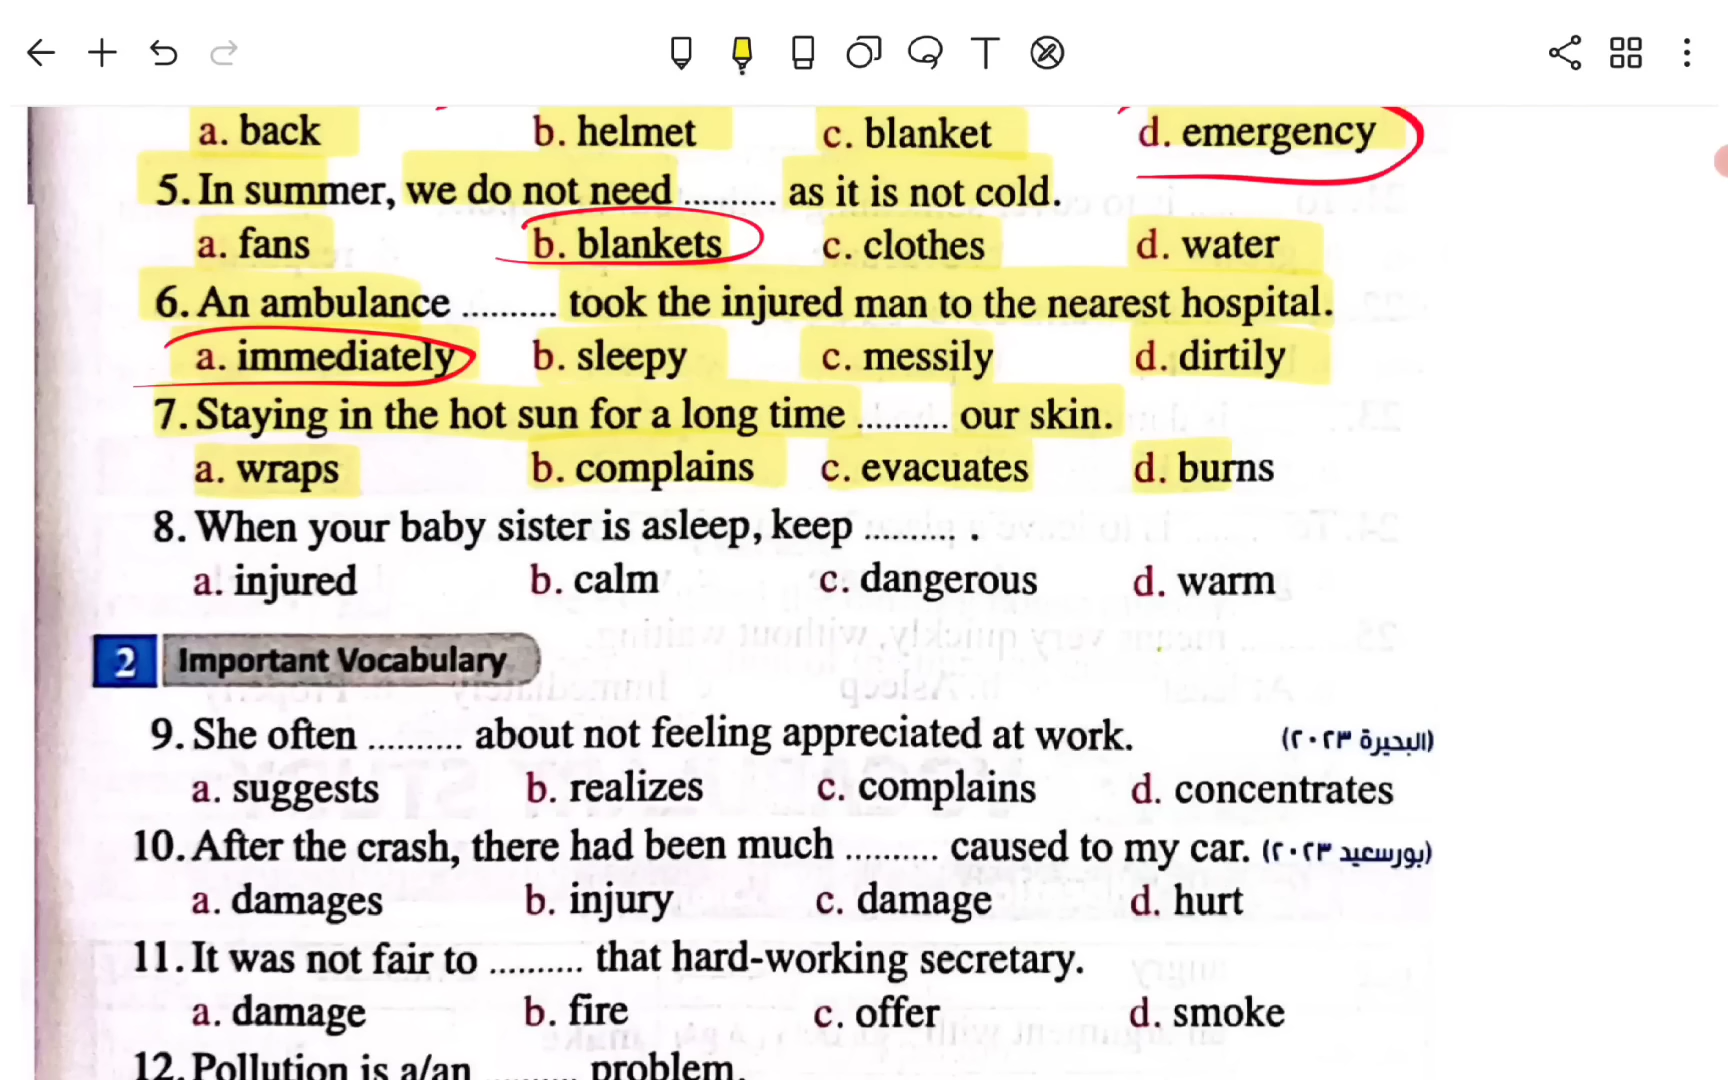 a. back b. helmet c. blanket d. emergency
5. In summer, we do not need .......... as it is not cold.
a. fans b. blankets c. clothes d. water
6. An ambulance .......... took the injured man to the nearest hospital.
a. immediately b. sleepy c. messily d. dirtily
7. Staying in the hot sun for a long time .......... our skin.
a. wraps b. complains c. evacuates d. burns
8. When your baby sister is asleep, keep .......... .
a. injured b. calm c. dangerous d. warm
2 Important Vocabulary
9. She often .......... about not feeling appreciated at work. (البحيرة ٢٠٢٣)
a. suggests b. realizes c. complains d. concentrates
10. After the crash, there had been much .......... caused to my car. (بورسعيد ٢٠٢٣)
a. damages b. injury c. damage d. hurt
11. It was not fair to .......... that hard-working secretary.
a. damage b. fire c. offer d. smoke
12. Pollution is a/an .......... problem.